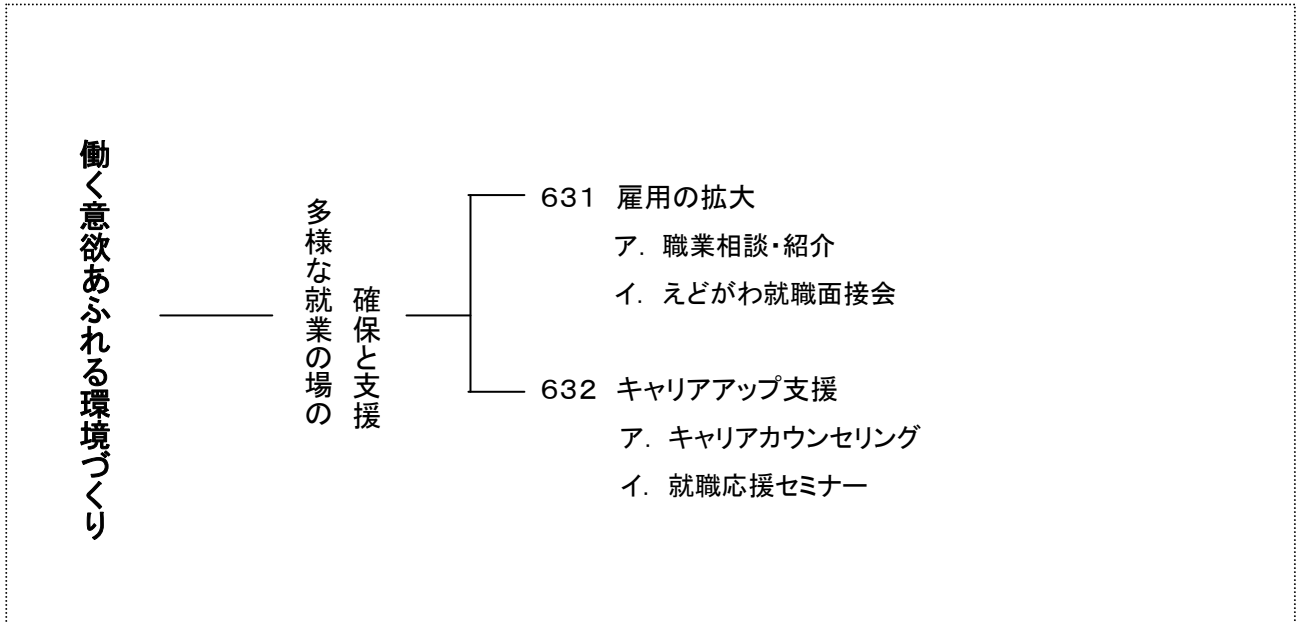 働く意欲あふれる環境づくり
多様な就業の場の
確保と支援
631 雇用の拡大
ア. 職業相談・紹介
イ. えどがわ就職面接会
632 キャリアアップ支援
ア. キャリアカウンセリング
イ. 就職応援セミナー